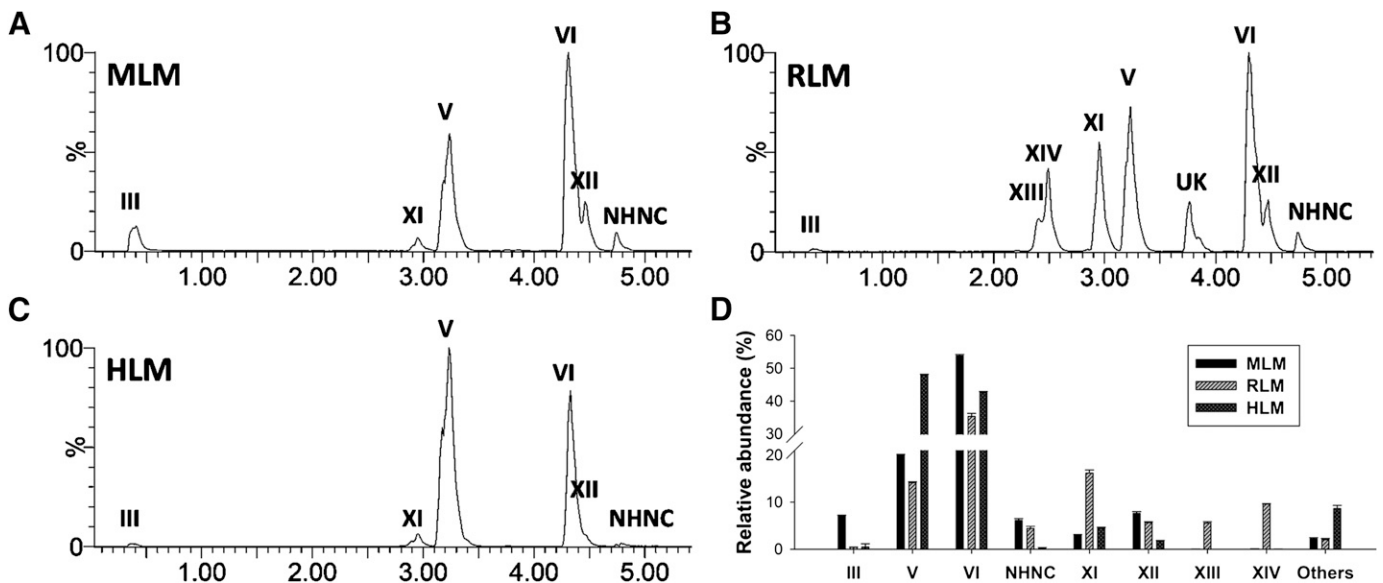 A
MLM
100
%
0
III
XI
V
VI
XII
NHNC
1.00 2.00 3.00 4.00 5.00
B
RLM
100
%
0
III
XIII
XIV
XI
V
UK
VI
XII
NHNC
1.00 2.00 3.00 4.00 5.00
C
HLM
100
%
0
III
XI
V
VI
XII
NHNC
1.00 2.00 3.00 4.00 5.00
D
Relative abundance (%)
60
50
40
30
20
10
0
MLM
RLM
HLM
III V VI NHNC XI XII XIII XIV Others